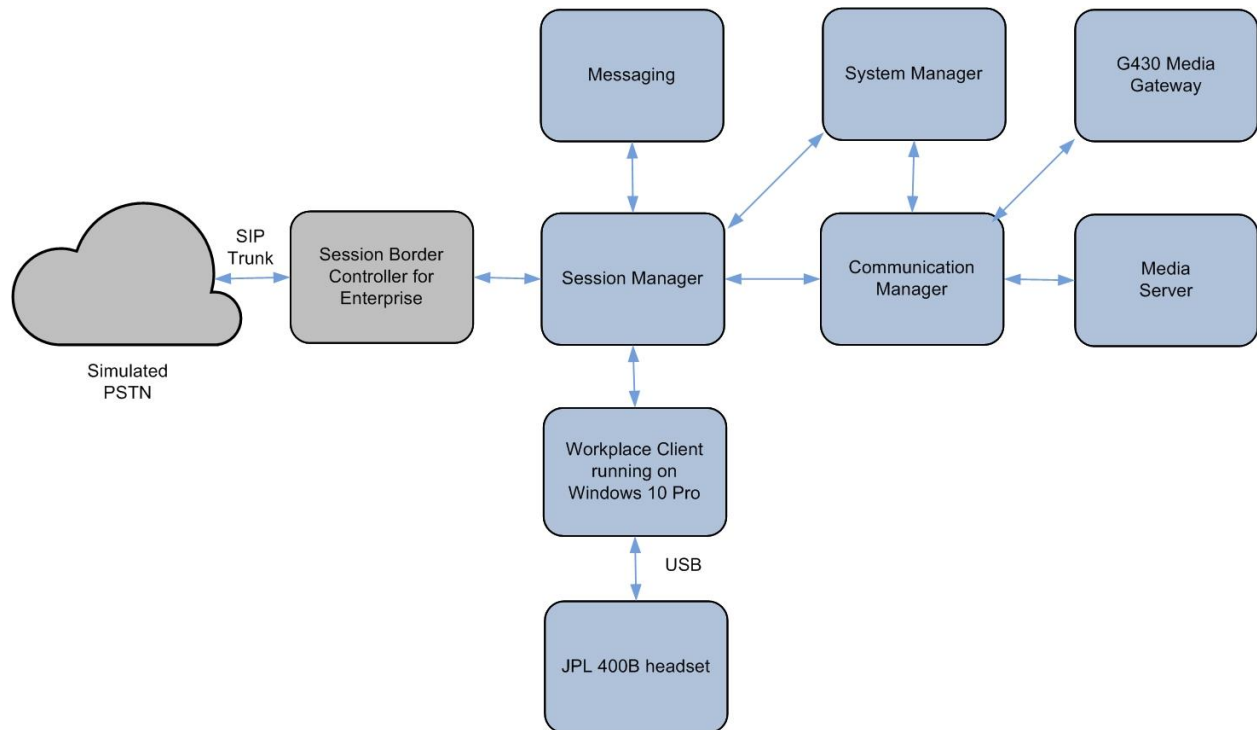 Messaging
System Manager
G430 Media
Gateway
SIP
Trunk
Session Border
Controller for
Enterprise
Session Manager
Communication
Manager
Media
Server
Simulated
PSTN
Workplace Client
running on
Windows 10 Pro
USB
JPL 400B headset